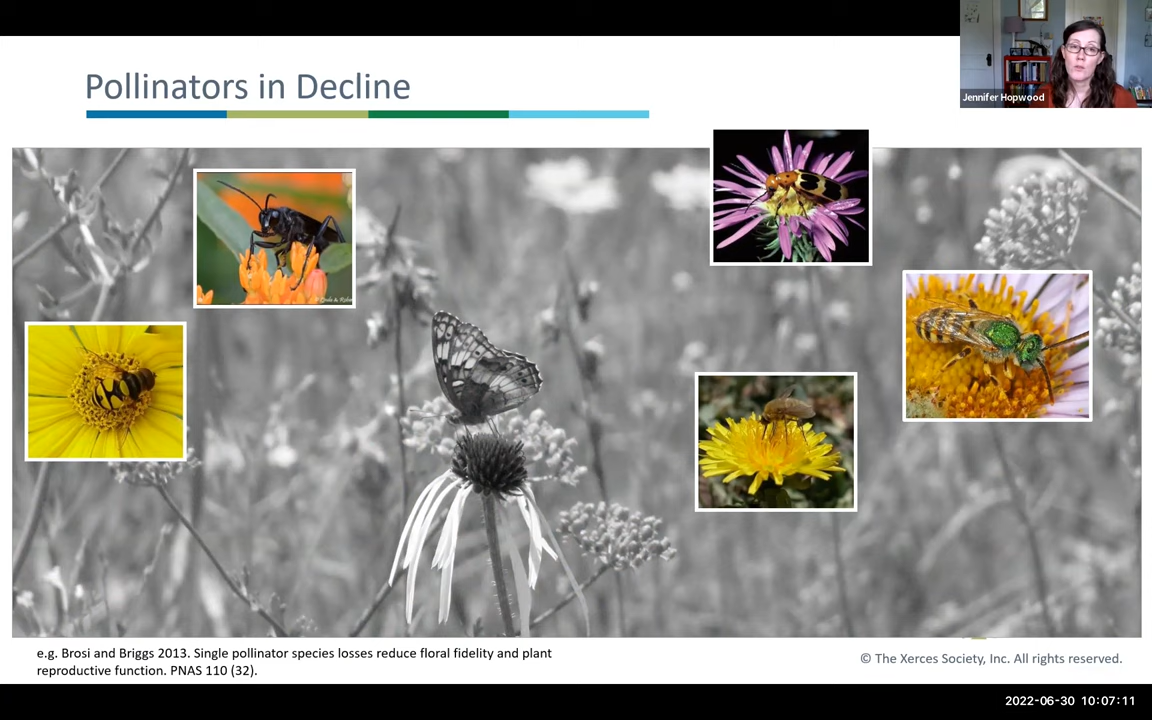 Pollinators in Decline
Jennifer Hopwood
e.g. Brosi and Briggs 2013. Single pollinator species losses reduce floral fidelity and plant
reproductive function. PNAS 110 (32).
© The Xerces Society, Inc. All rights reserved.
2022-06-30 10:07:11